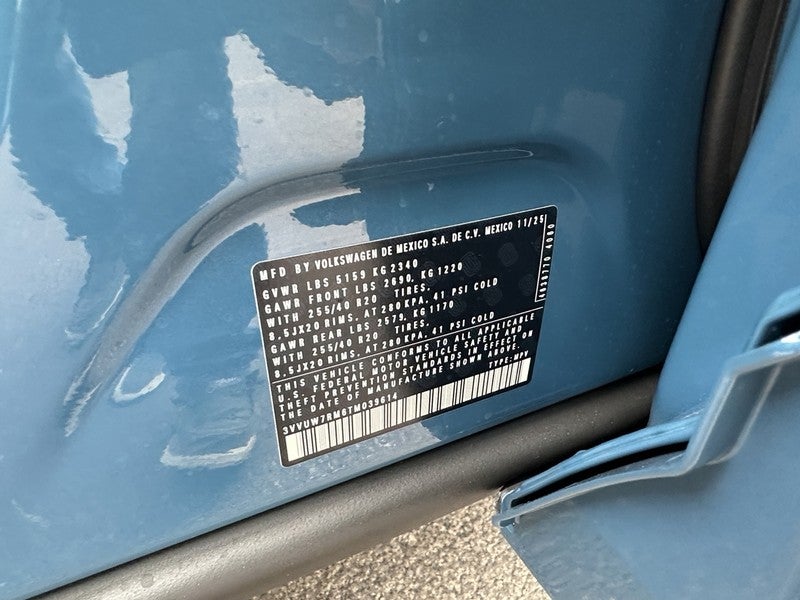 MFD BY VOLKSWAGEN DE MEXICO S.A. DE C.V. MEXICO 11/25
GVWR LBS 5159 KG 2340
GAWR FRONT LBS 2690, KG 1220
WITH 255/40 R20 TIRES.
8.5JX20 RIMS, AT 280 KPA, 41 PSI COLD
GAWR REAR LBS 2579, KG 1170
WITH 255/40 R20 TIRES.
8.5JX20 RIMS, AT 280 KPA, 41 PSI COLD
THIS VEHICLE CONFORMS TO ALL APPLICABLE
U.S. FEDERAL MOTOR VEHICLE SAFETY AND
THEFT PREVENTION STANDARDS IN EFFECT ON
THE DATE OF MANUFACTURE SHOWN ABOVE.
TYPE: MPV
3VVUW7RM6TM039614